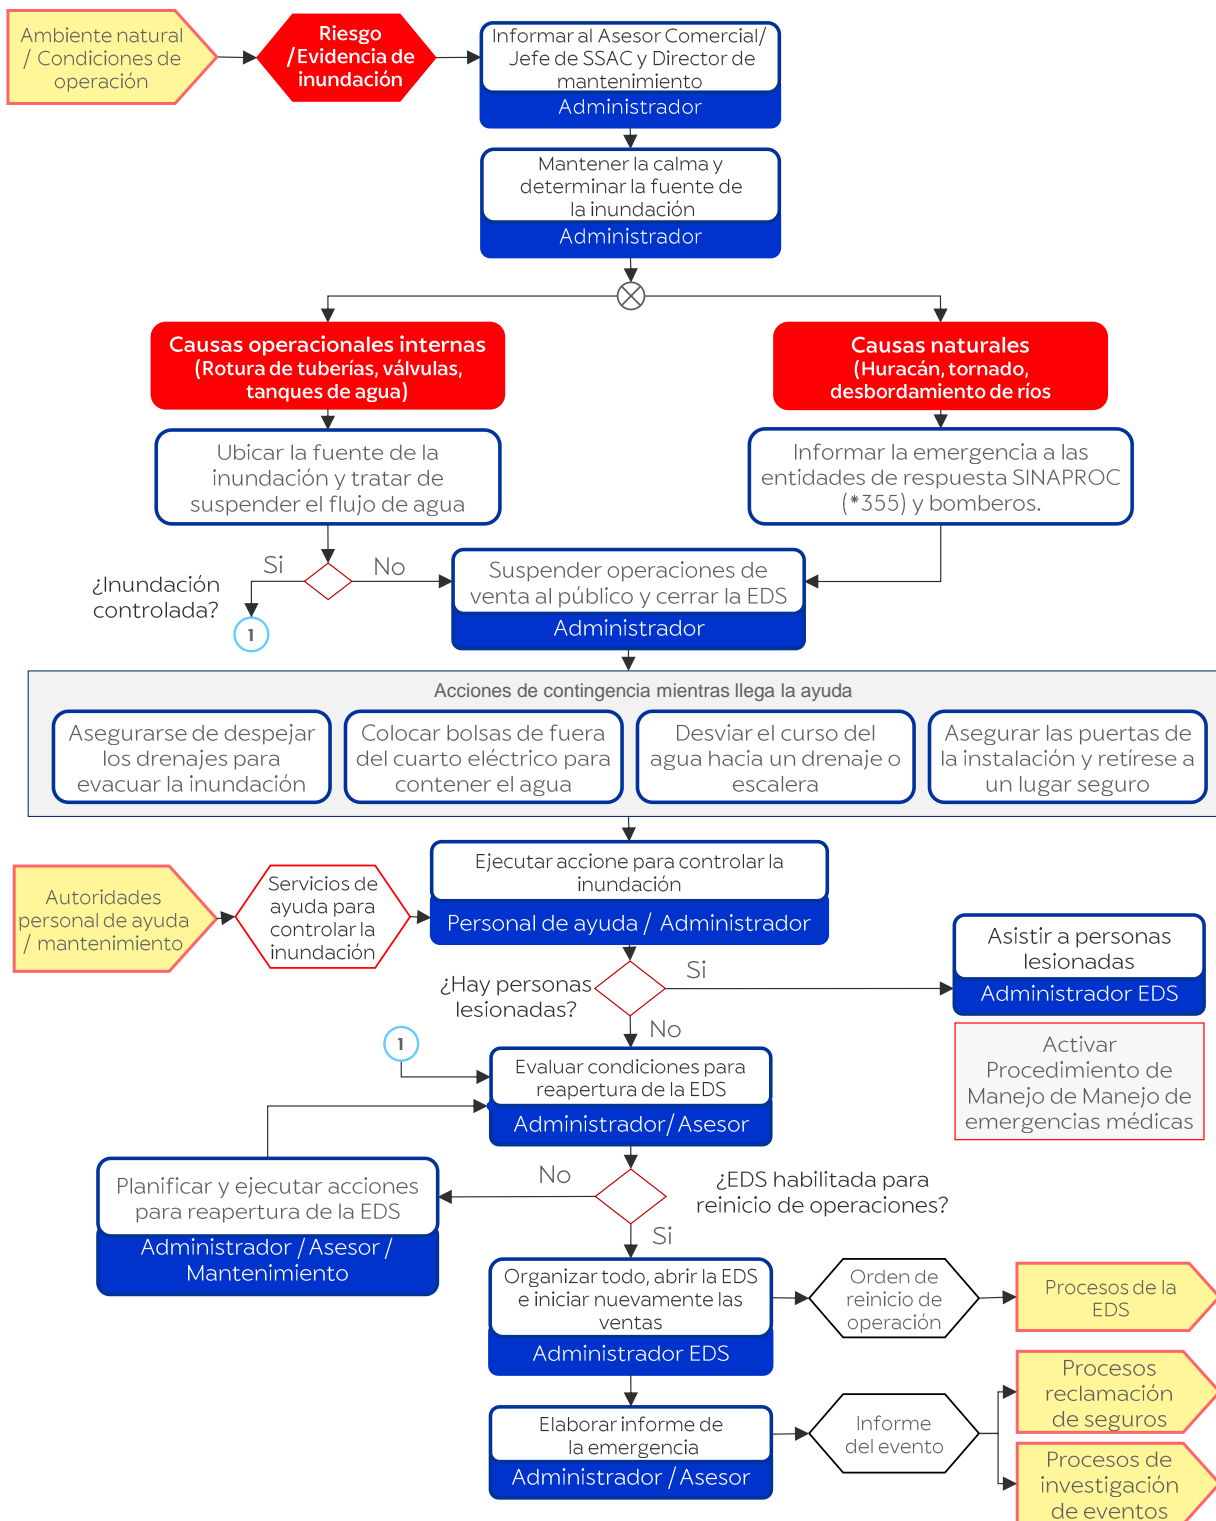 Ambiente natural
/ Condiciones de
operación
Riesgo
/Evidencia de
inundación
Informar al Asesor Comercial/
Jefe de SSAC y Director de
mantenimiento
Administrador
Mantener la calma y
determinar la fuente de
la inundación
Administrador
Causas operacionales internas
(Rotura de tuberías, válvulas,
tanques de agua)
Causas naturales
(Huracán, tornado,
desbordamiento de ríos
Ubicar la fuente de la
inundación y tratar de
suspender el flujo de agua
Informar la emergencia a las
entidades de respuesta SINAPROC
(*355) y bomberos.
Si
No
¿Inundación
controlada?
1
Suspender operaciones de
venta al público y cerrar la EDS
Administrador
Acciones de contingencia mientras llega la ayuda
Asegurarse de despejar
los drenajes para
evacuar la inundación
Colocar bolsas de fuera
del cuarto eléctrico para
contener el agua
Desviar el curso del
agua hacia un drenaje o
escalera
Asegurar las puertas de
la instalación y retírese a
un lugar seguro
Autoridades
personal de ayuda
/ mantenimiento
Servicios de
ayuda para
controlar la
inundación
Ejecutar accione para controlar la
inundación
Personal de ayuda / Administrador
¿Hay personas
lesionadas?
Si
No
Asistir a personas
lesionadas
Administrador EDS
Activar
Procedimiento de
Manejo de Manejo de
emergencias médicas
1
Evaluar condiciones para
reapertura de la EDS
Administrador/Asesor
No
¿EDS habilitada para
reinicio de operaciones?
Si
Planificar y ejecutar acciones
para reapertura de la EDS
Administrador / Asesor /
Mantenimiento
Organizar todo, abrir la EDS
e iniciar nuevamente las
ventas
Administrador EDS
Orden de
reinicio de
operación
Procesos de la
EDS
Elaborar informe de
la emergencia
Administrador / Asesor
Informe
del evento
Procesos
reclamación
de seguros
Procesos de
investigación
de eventos